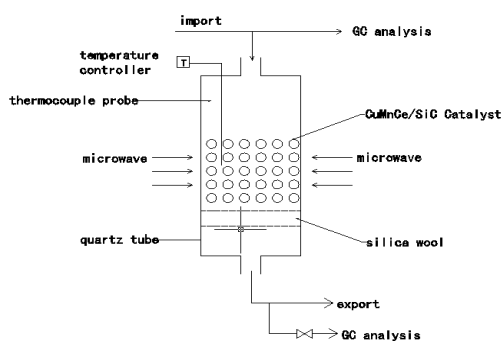 import
GC analysis
temperature
controller
T
thermocouple probe
CuMnCe/SiC Catalyst
microwave
microwave
quartz tube
silica wool
export
GC analysis